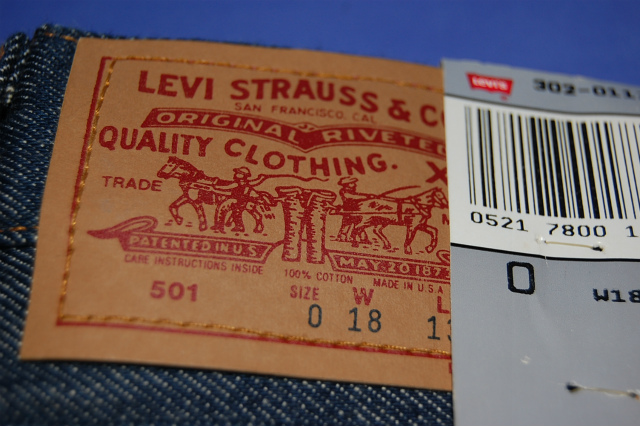 LEVI STRAUSS & CO
SAN FRANCISCO, CAL
ORIGINAL RIVETED
QUALITY CLOTHING.
TRADE
PATENTED IN U.S.
MAY 20 1873
CARE INSTRUCTIONS INSIDE
100% COTTON
MADE IN U.S.A
501
SIZE W L
0 18 13
Levi's
302-011
0521 7800 1
0
W18